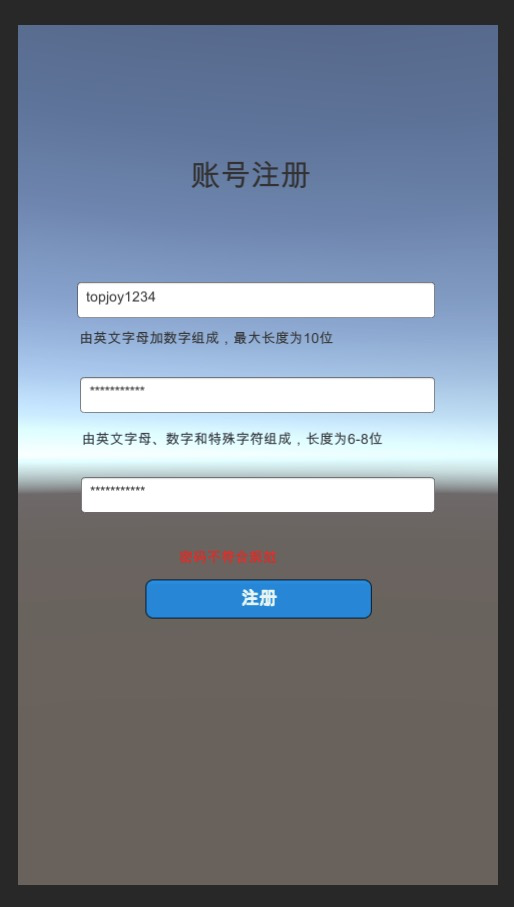 账号注册
topjoy1234
由英文字母加数字组成，最大长度为10位
***********
由英文字母、数字和特殊字符组成，长度为6-8位
***********
注册